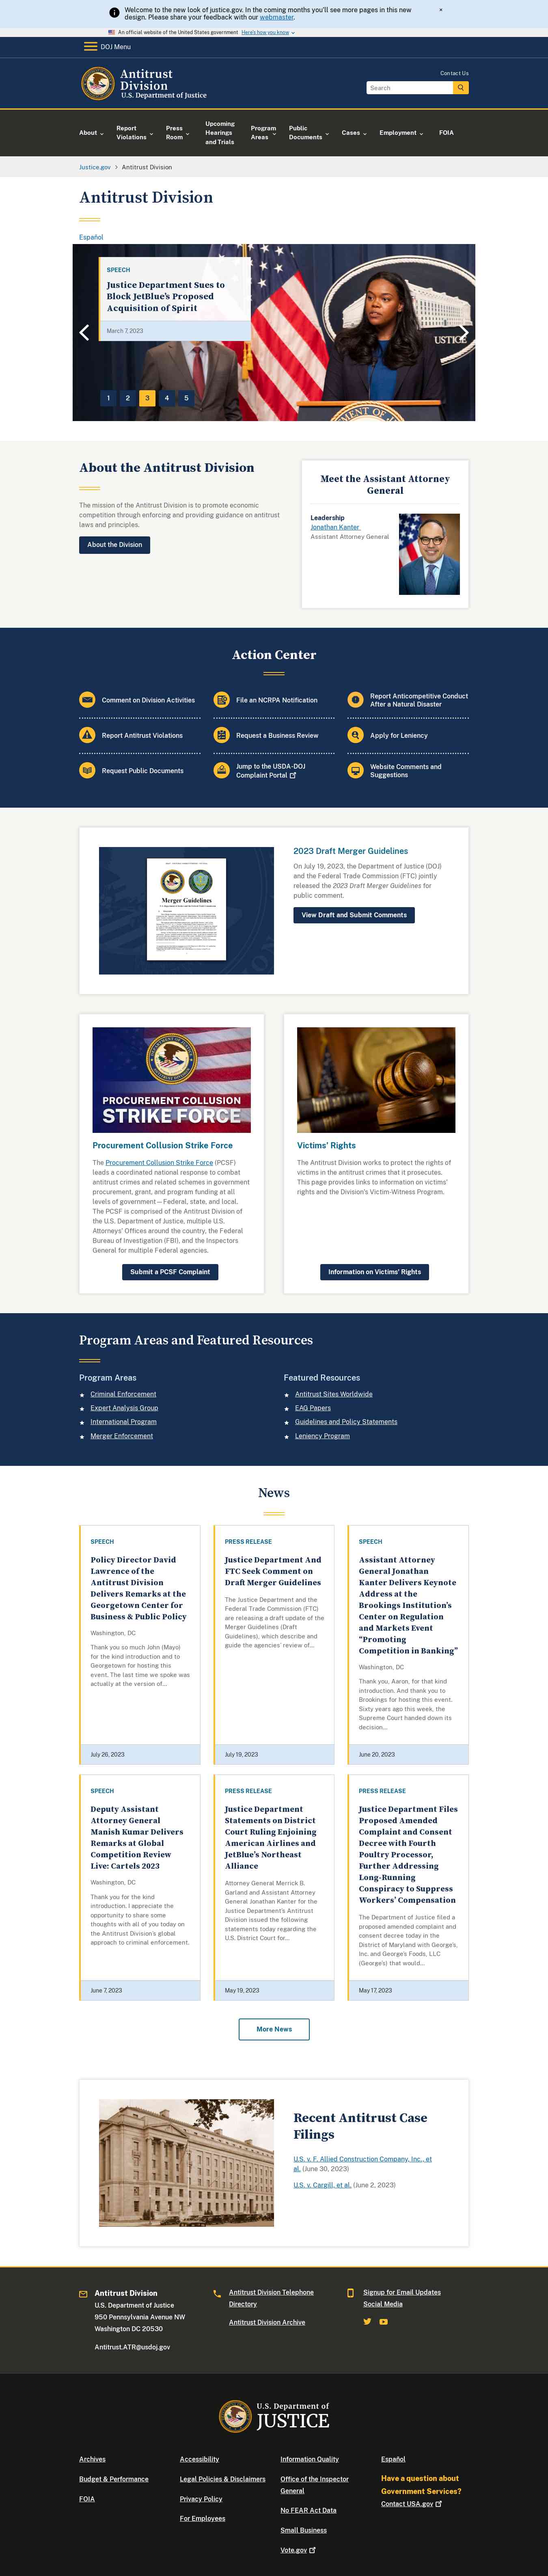 Welcome to the new look of justice.gov. In the coming months you'll see more pages in this new
design. Please share your feedback with our webmaster.
×
An official website of the United States government Here's how you know
DOJ Menu
Antitrust
Division
U.S. Department of Justice
Contact Us
Search
About
Report
Violations
Press
Room
Upcoming
Hearings
and Trials
Program
Areas
Public
Documents
Cases
Employment
FOIA
Justice.gov > Antitrust Division
Antitrust Division
Español
SPEECH
Justice Department Sues to
Block JetBlue's Proposed
Acquisition of Spirit
March 7, 2023
1
2
3
4
5
JUSTICE
About the Antitrust Division
The mission of the Antitrust Division is to promote economic
competition through enforcing and providing guidance on antitrust
laws and principles.
About the Division
Meet the Assistant Attorney
General
Leadership
Jonathan Kanter
Assistant Attorney General
Action Center
Comment on Division Activities
File an NCRPA Notification
Report Anticompetitive Conduct
After a Natural Disaster
Report Antitrust Violations
Request a Business Review
Apply for Leniency
Request Public Documents
Jump to the USDA-DOJ
Complaint Portal
Website Comments and
Suggestions
Merger Guidelines
2023 Draft Merger Guidelines
On July 19, 2023, the Department of Justice (DOJ)
and the Federal Trade Commission (FTC) jointly
released the 2023 Draft Merger Guidelines for
public comment.
View Draft and Submit Comments
PROCUREMENT COLLUSION
STRIKE FORCE
Procurement Collusion Strike Force
The Procurement Collusion Strike Force (PCSF)
leads a coordinated national response to combat
antitrust crimes and related schemes in government
procurement, grant, and program funding at all
levels of government—Federal, state, and local.
The PCSF is comprised of the Antitrust Division of
the U.S. Department of Justice, multiple U.S.
Attorneys' Offices around the country, the Federal
Bureau of Investigation (FBI), and the Inspectors
General for multiple Federal Agencies.
Submit a PCSF Complaint
Victims' Rights
The Antitrust Division works to protect the rights of
victims in the antitrust crimes that it prosecutes.
This page provides links to information on victims'
rights and the Division's Victim-Witness Program.
Information on Victims' Rights
Program Areas and Featured Resources
Program Areas
Criminal Enforcement
Expert Analysis Group
International Program
Merger Enforcement
Featured Resources
Antitrust Sites Worldwide
EAG Papers
Guidelines and Policy Statements
Leniency Program
News
SPEECH
Policy Director David
Lawrence of the
Antitrust Division
Delivers Remarks at the
Georgetown Center for
Business & Public Policy
Washington, DC
Thank you so much John (Mayo)
for the kind introduction and to
Georgetown for hosting this
event. The last time we spoke was
actually at the version of...
July 26, 2023
PRESS RELEASE
Justice Department And
FTC Seek Comment on
Draft Merger Guidelines
The Justice Department and
Federal Trade Commission (FTC)
are releasing a draft update of the
Merger Guidelines (Draft
Guidelines), which describe and
guide the agencies' review of...
July 19, 2023
SPEECH
Assistant Attorney
General Jonathan
Kanter Delivers Keynote
Address at the
Brookings Institution's
Center on Regulation
and Markets Event
"Promoting
Competition in Banking"
Washington, DC
Thank you, Aaron, for that kind
introduction. And thank you to
Brookings for hosting this event.
Sixty years ago this week, the
Supreme Court handed down its
decision...
June 20, 2023
SPEECH
Deputy Assistant
Attorney General
Manish Kumar Delivers
Remarks at Global
Competition Review
Live: Cartels 2023
Washington, DC
Thank you for the kind
introduction. I appreciate the
opportunity to share some
thoughts with all of you today on
the Antitrust Division's global
approach to criminal enforcement.
June 7, 2023
PRESS RELEASE
Justice Department
Statements on District
Court Ruling Enjoining
American Airlines and
JetBlue's Northeast
Alliance
Attorney General Merrick B.
Garland and Assistant Attorney
General Jonathan Kanter for the
Justice Department's Antitrust
Division issued the following
statements today regarding the
U.S. District Court for...
May 19, 2023
PRESS RELEASE
Justice Department Files
Proposed Amended
Complaint and Consent
Decree with Fourth
Poultry Processor,
Further Addressing
Long-Running
Conspiracy to Suppress
Workers' Compensation
The Department of Justice filed a
proposed amended complaint and
consent decree today in the
District of Maryland with George's,
Inc. and George's Foods, LLC
(George's) that would...
May 17, 2023
More News
Recent Antitrust Case
Filings
U.S. v. F. Allied Construction Company, Inc., et
al. (June 30, 2023)
U.S. v. Cargill, et al. (June 2, 2023)
Antitrust Division
U.S. Department of Justice
950 Pennsylvania Avenue NW
Washington DC 20530
Antitrust.ATR@usdoj.gov
Antitrust Division Telephone
Directory
Antitrust Division Archive
Signup for Email Updates
Social Media
U.S. Department of
JUSTICE
Archives
Budget & Performance
FOIA
Accessibility
Legal Policies & Disclaimers
Privacy Policy
For Employees
Information Quality
Office of the Inspector
General
No FEAR Act Data
Small Business
Vote.gov
Español
Have a question about
Government Services?
Contact USA.gov